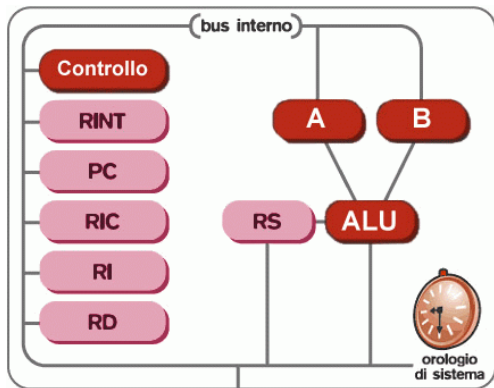 bus interno
Controllo
RINT
PC
RIC
RI
RD
A
B
RS
ALU
orologio
di sistema